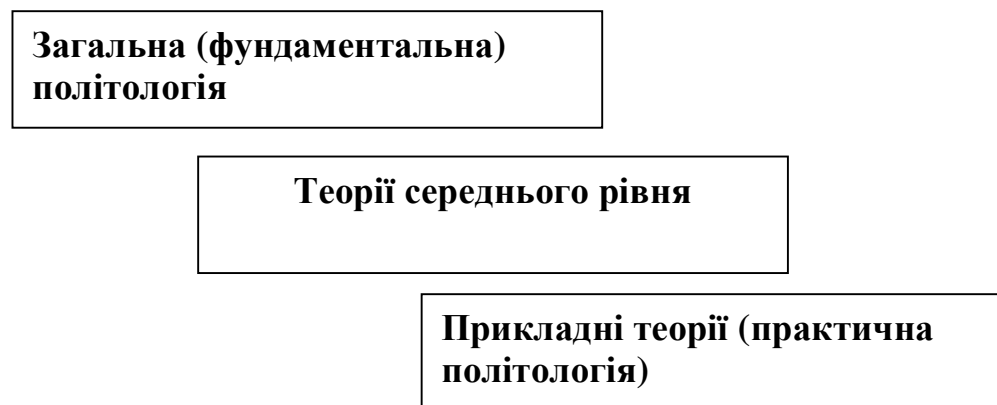 Загальна (фундаментальна)
політологія
Теорії середнього рівня
Прикладні теорії (практична
політологія)